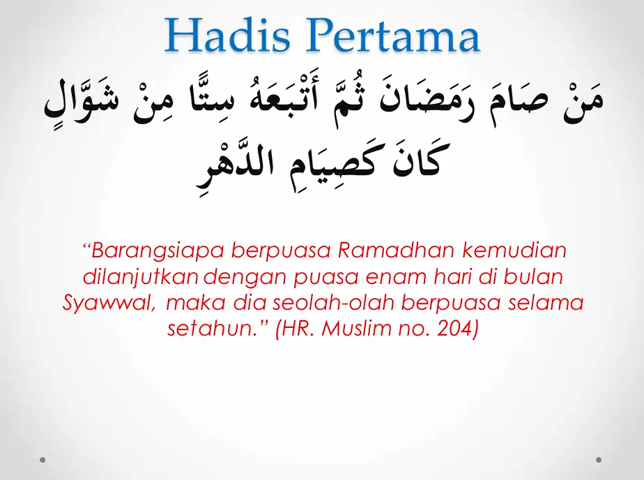 Hadis Pertama
مَنْ صَامَ رَمَضَانَ ثُمَّ أَتْبَعَهُ سِتًّا مِنْ شَوَّالٍ
كَانَ كَصِيَامِ الدَّهْرِ
“Barangsiapa berpuasa Ramadhan kemudian
dilanjutkan dengan puasa enam hari di bulan
Syawwal, maka dia seolah-olah berpuasa selama
setahun.” (HR. Muslim no. 204)